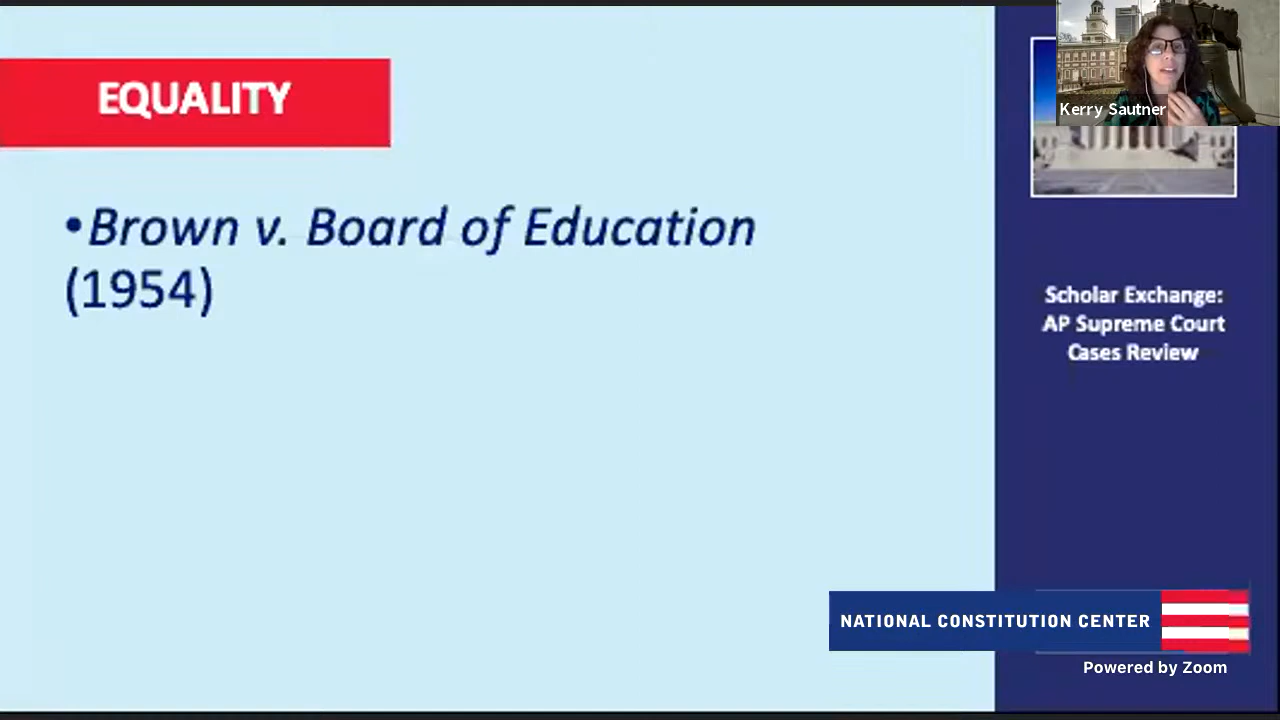 EQUALITY
•Brown v. Board of Education
(1954)
Kerry Sautner
Scholar Exchange:
AP Supreme Court
Cases Review
NATIONAL CONSTITUTION CENTER
Powered by Zoom